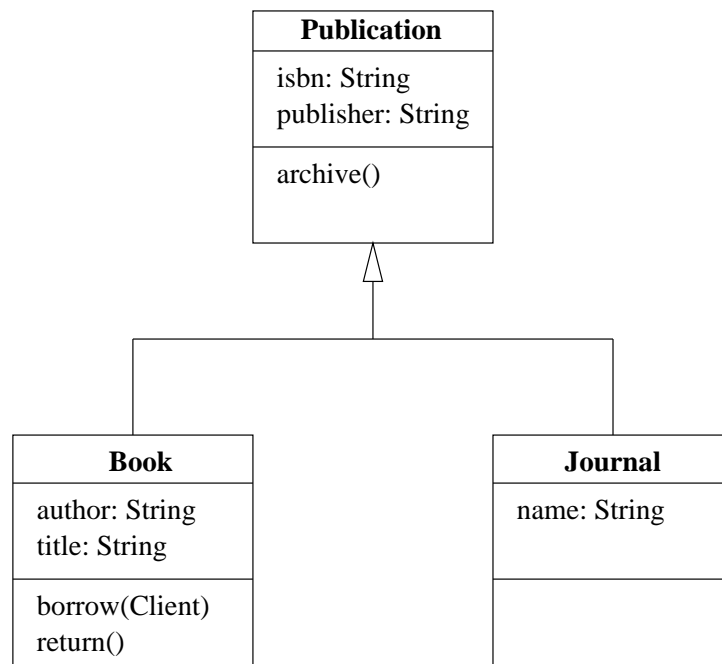 Publication
isbn: String
publisher: String
archive()
Book
author: String
title: String
borrow(Client)
return()
Journal
name: String